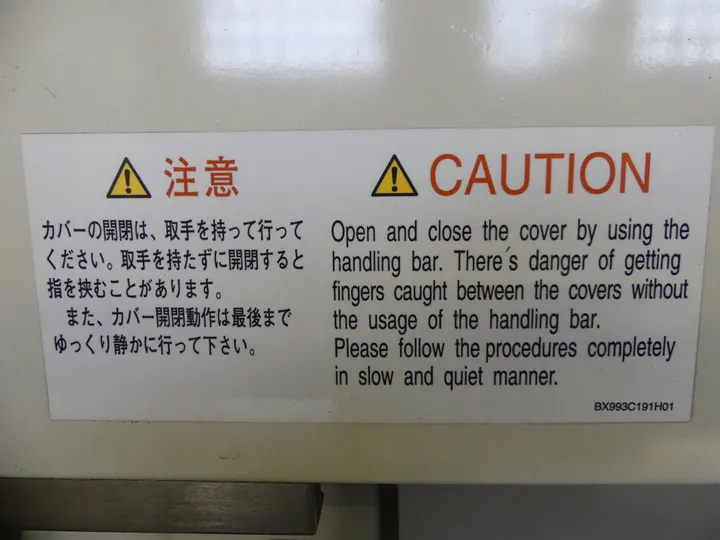 注意
カバーの開閉は、取手を持って行って
ください。取手を持たずに開閉すると
指を挟むことがあります。
また、カバー開閉動作は最後まで
ゆっくり静かに行って下さい。
CAUTION
Open and close the cover by using the
handling bar. There´s danger of getting
fingers caught between the covers without
the usage of the handling bar.
Please follow the procedures completely
in slow and quiet manner.
BX993C191H01